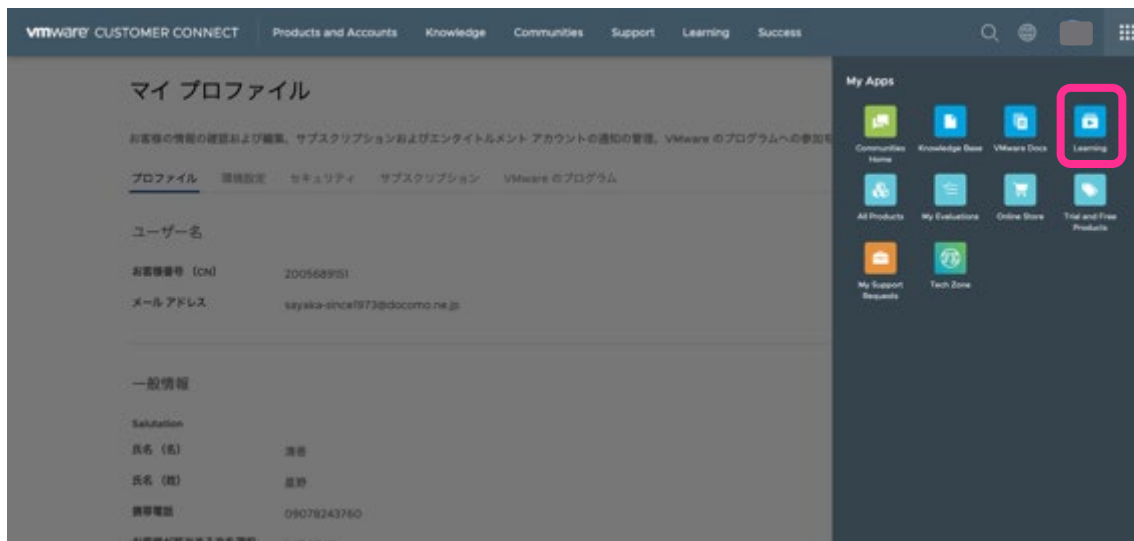 vmware CUSTOMER CONNECT Products and Accounts Knowledge Communities Support Learning Success
マイ プロファイル
お客様の情報の確認および編集、サブスクリプションおよびエンタイトルメント アカウントの通知の管理、VMware のプログラムへの参加を
プロファイル 環境設定 セキュリティ サブスクリプション VMware のプログラム
ユーザー名
お客様番号 (CN) 2005689151
メール アドレス sayaka-since1973@docomo.ne.jp
一般情報
Salutation
氏名 (名) 清香
氏名 (姓) 星野
携帯電話 09078243760
My Apps
Communities Home
Knowledge Base
VMware Docs
Learning
All Products
My Evaluations
Online Store
Trial and Free Products
My Support Requests
Tech Zone